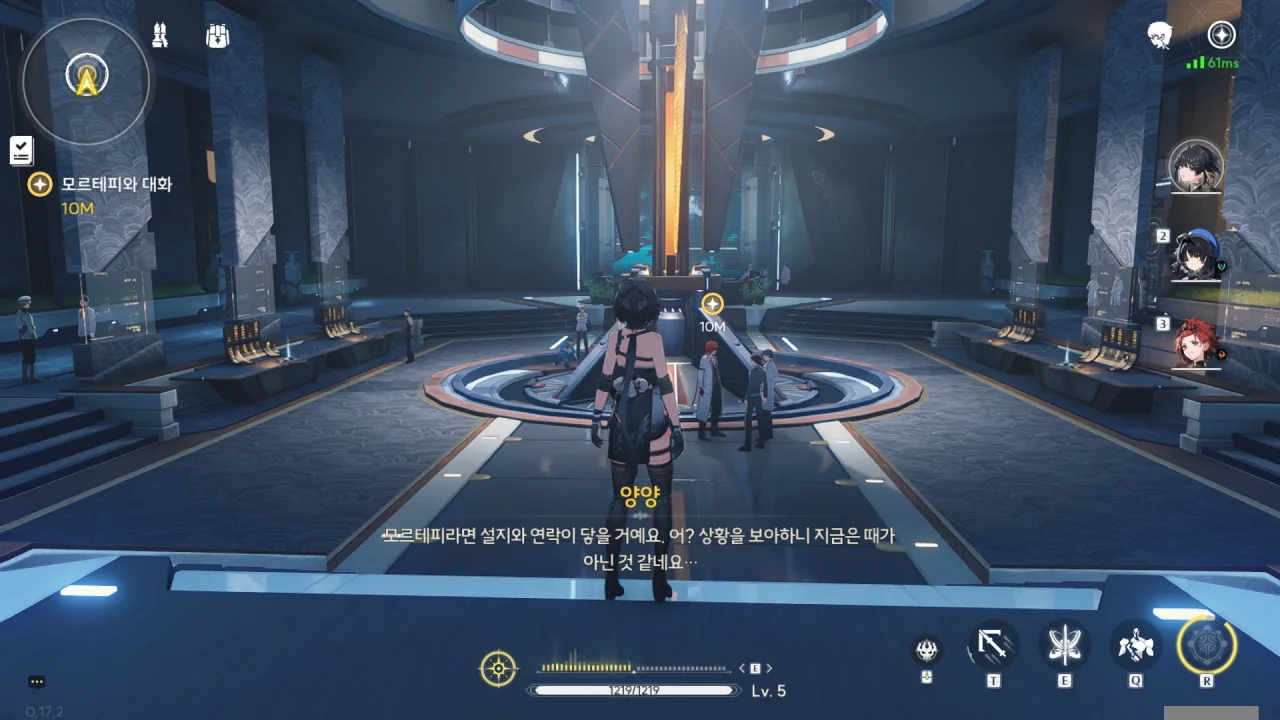 61ms
모르테피와 대화
10M
2
10M
3
양양
모르테피라면 설지와 연락이 닿을 거예요. 어? 상황을 보아하니 지금은 때가
아닌 것 같네요…
E
1219/1219
Lv. 5
T
E
Q
R
0,17,2